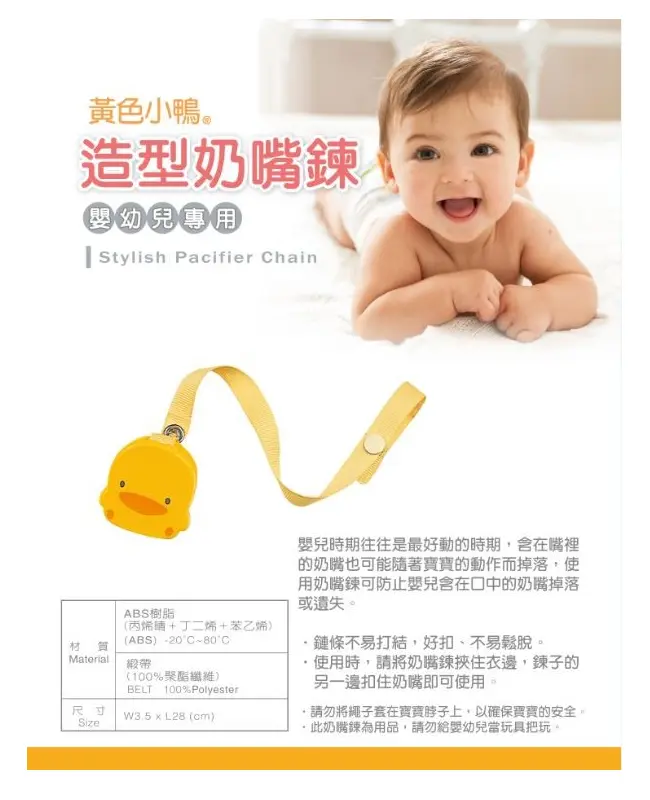 黃色小鴨®
造型奶嘴鍊
嬰幼兒專用
Stylish Pacifier Chain
嬰兒時期往往是最好動的時期，含在嘴裡
的奶嘴也可能隨著寶寶的動作而掉落，使
用奶嘴鍊可防止嬰兒含在口中的奶嘴掉落
或遺失。
・鏈條不易打結，好扣、不易鬆脫。
・使用時，請將奶嘴鍊挾住衣邊，鍊子的
另一邊扣住奶嘴即可使用。
・請勿將繩子套在寶寶脖子上，以確保寶寶的安全。
・此奶嘴鍊為用品，請勿給嬰幼兒當玩具把玩。
材 質
Material
ABS樹脂
（丙烯腈＋丁二烯＋苯乙烯）
(ABS) -20°C~80°C
緞帶
（100%聚酯纖維）
BELT 100%Polyester
尺 寸
Size
W3.5 x L28 (cm)